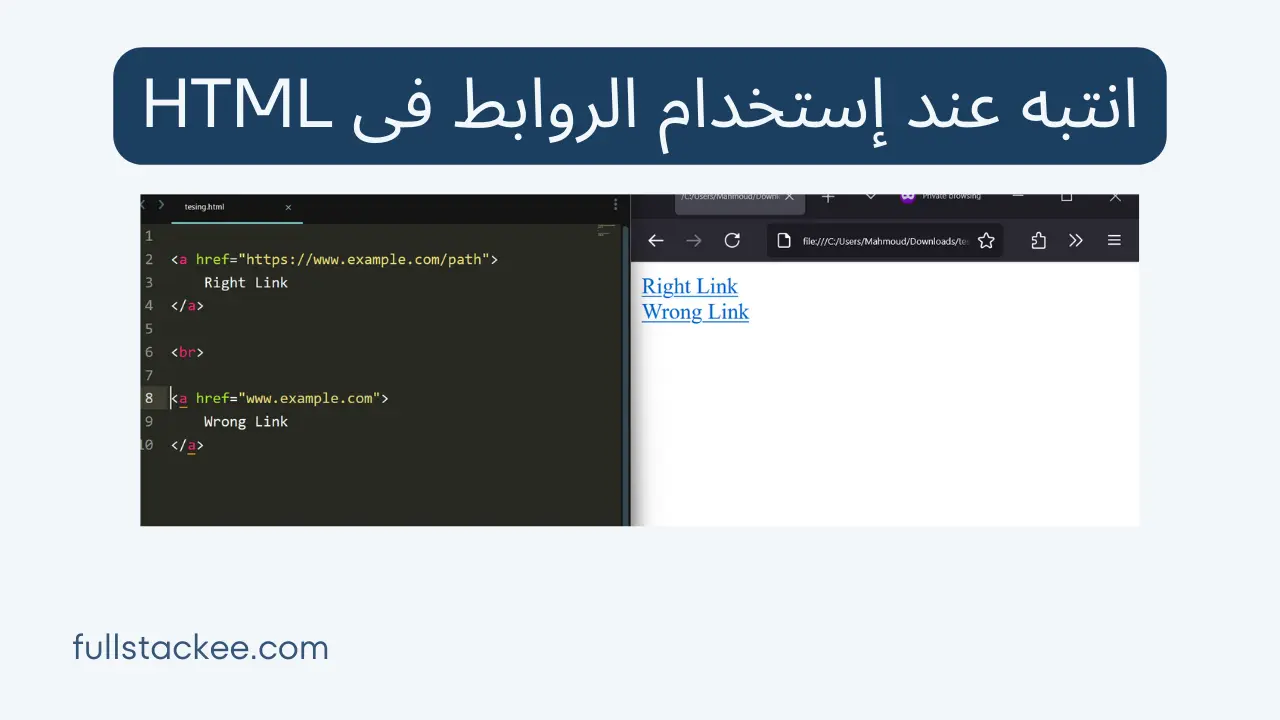 انتبه عند إستخدام الروابط فى HTML
tesing.html
1
2 <a href="https://www.example.com/path">
3 Right Link
4 </a>
5
6 <br>
7
8 <a href="www.example.com">
9 Wrong Link
10 </a>
/C:/Users/Mahmoud/Downl
Private browsing
file:///C:/Users/Mahmoud/Downloads/te
Right Link
Wrong Link
fullstackee.com